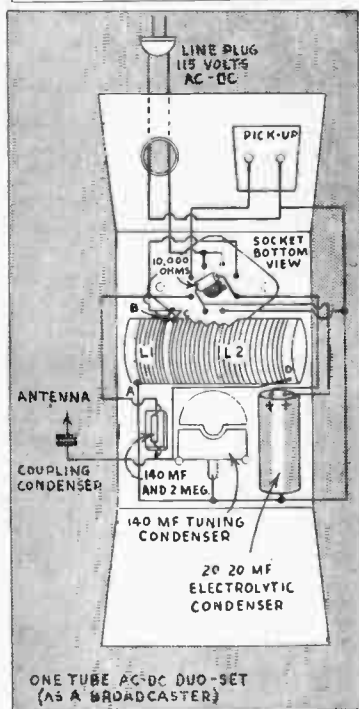 LINE PLUG
115 VOLTS
AC-DC
PICK-UP
SOCKET
BOTTOM
VIEW
10,000
OHMS
B
C
L1
L2
A
D
+ +
ANTENNA
COUPLING
CONDENSER
140 MF
AND 2 MEG.
140 MF TUNING
CONDENSER
20-20 MF
ELECTROLYTIC
CONDENSER
ONE TUBE AC-DC DUO-SET
(AS A BROADCASTER)